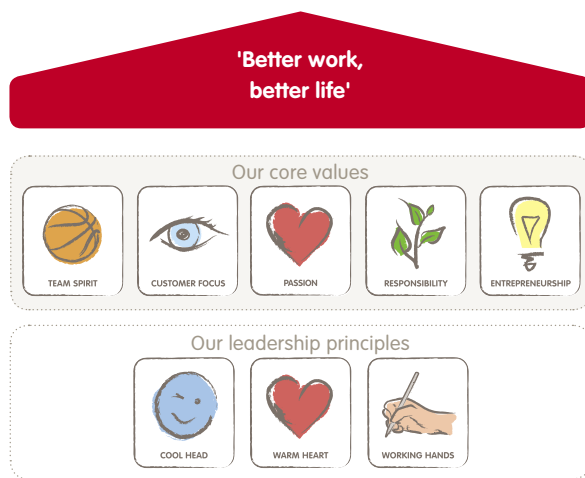 'Better work,
better life'
Our core values
TEAM SPIRIT
CUSTOMER FOCUS
PASSION
RESPONSIBILITY
ENTREPRENEURSHIP
Our leadership principles
COOL HEAD
WARM HEART
WORKING HANDS